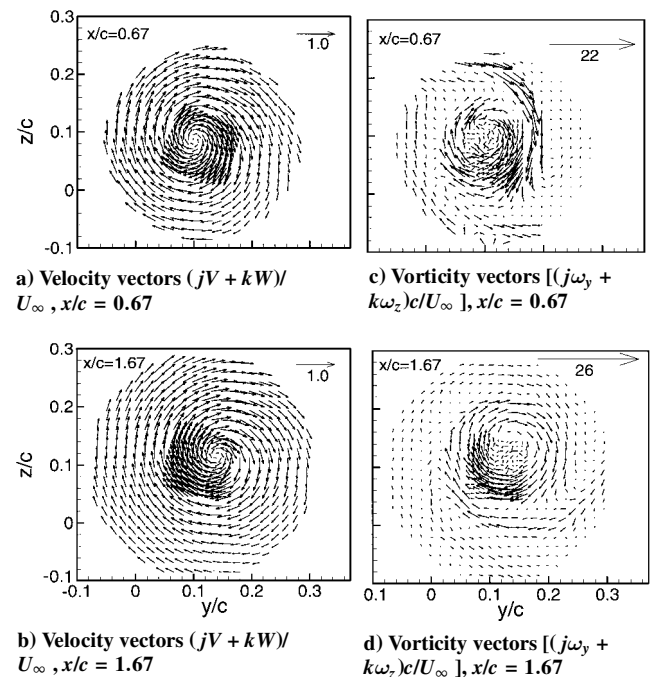 0.3
x/c=0.67
1.0
0.2
z/c
0.1
0
-0.1
a) Velocity vectors (jV + kW)/
U∞ , x/c = 0.67
x/c=0.67
22
c) Vorticity vectors [(jωy +
kωz)c/U∞ ], x/c = 0.67
0.3
x/c=1.67
1.0
0.2
z/c
0.1
0
-0.1
-0.1 0 0.1 0.2 0.3
y/c
b) Velocity vectors (jV + kW)/
U∞ , x/c = 1.67
x/c=1.67
26
0.1 0 0.1 0.2 0.3
y/c
d) Vorticity vectors [(jωy +
kωz)c/U∞ ], x/c = 1.67